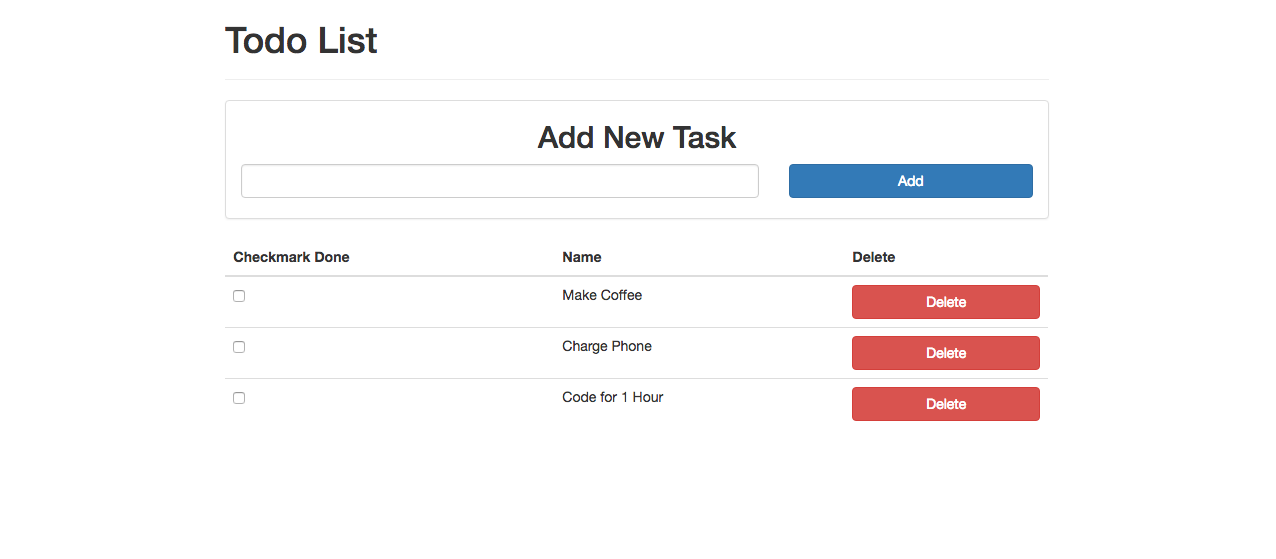 Todo List
Add New Task
Add
Checkmark Done Name Delete
Make Coffee Delete
Charge Phone Delete
Code for 1 Hour Delete